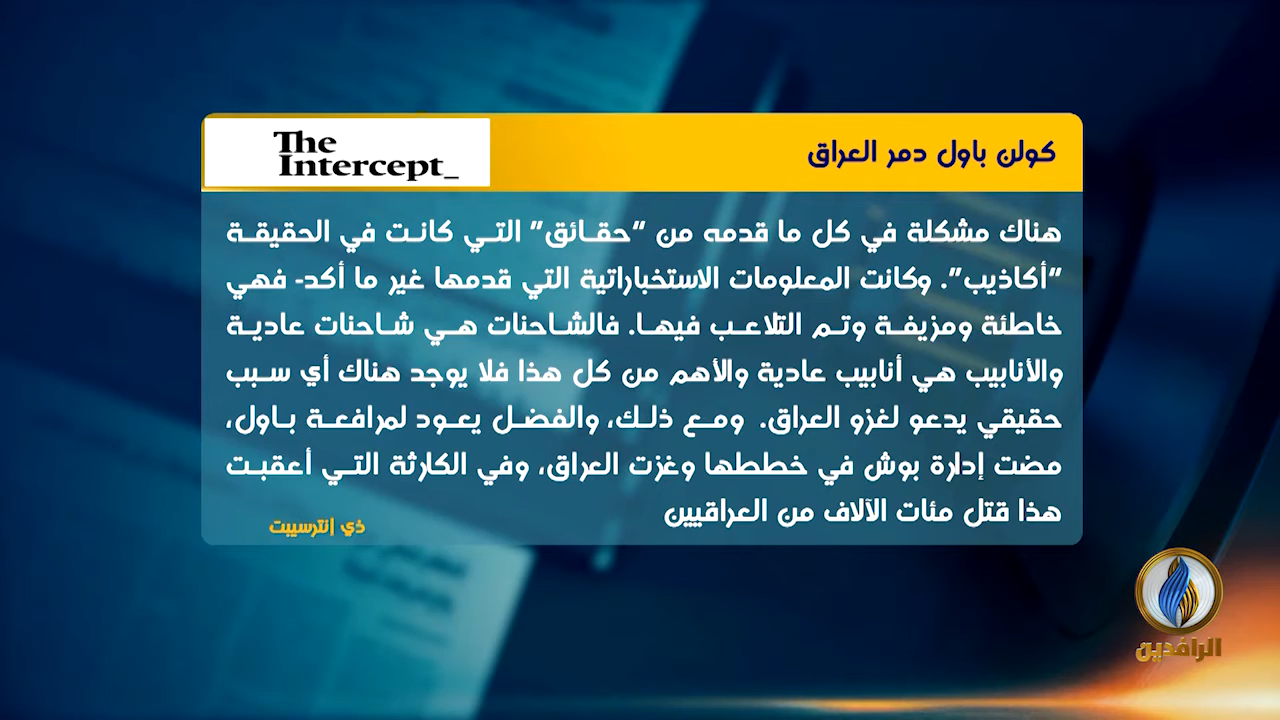 The
Intercept_
كولن باول دمر العراق
هناك مشكلة في كل ما قدمه من “حقائق” التي كانت في الحقيقة
“أكاذيب”. وكانت المعلومات الاستخباراتية التي قدمها غير ما أكد- فهي
خاطئة ومزيفة وتم التلاعب فيها. فالشاحنات هي شاحنات عادية
والأنابيب هي أنابيب عادية والأهم من كل هذا فلا يوجد هناك أي سبب
حقيقي يدعو لغزو العراق. ومع ذلك، والفضل يعود لمرافعة باول،
مضت إدارة بوش في خططها وغزت العراق، وفي الكارثة التي أعقبت
هذا قتل مئات الآلاف من العراقيين
ذي إنترسيبت
الرافدين